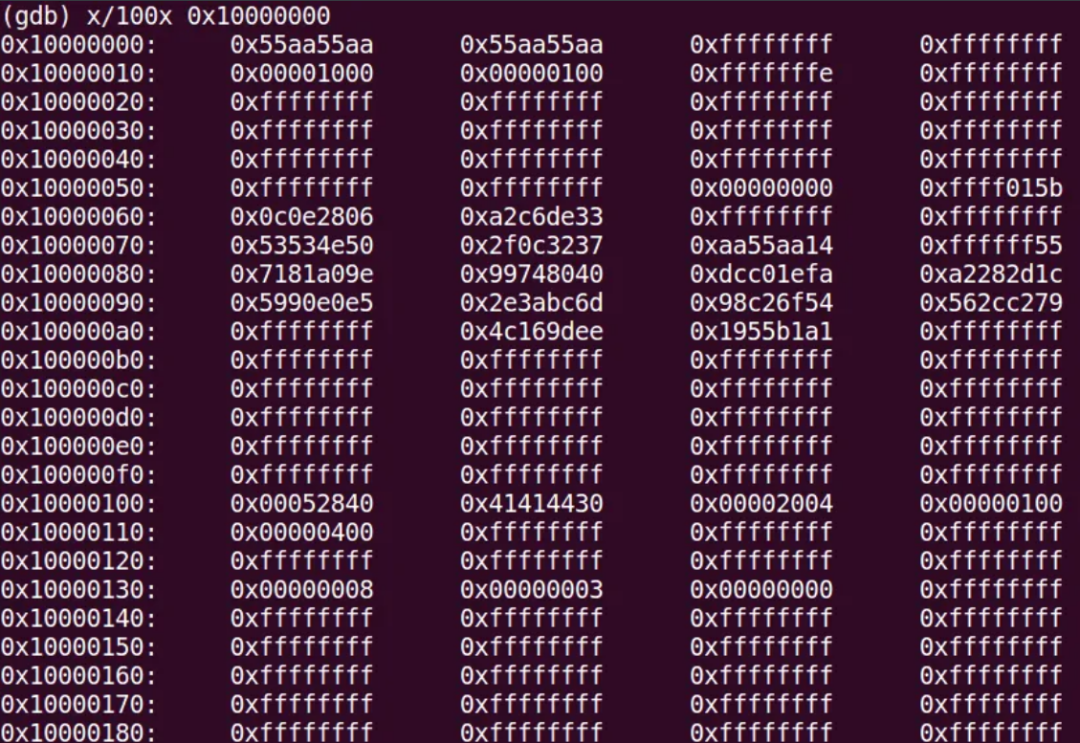 (gdb) x/100x 0x10000000
0x10000000: 0x55aa55aa 0x55aa55aa 0xffffffff 0xffffffff
0x10000010: 0x00001000 0x00000100 0xfffffffe 0xffffffff
0x10000020: 0xffffffff 0xffffffff 0xffffffff 0xffffffff
0x10000030: 0xffffffff 0xffffffff 0xffffffff 0xffffffff
0x10000040: 0xffffffff 0xffffffff 0xffffffff 0xffffffff
0x10000050: 0xffffffff 0xffffffff 0x00000000 0xffff015b
0x10000060: 0x0c0e2806 0xa2c6de33 0xffffffff 0xffffffff
0x10000070: 0x53534e50 0x2f0c3237 0xaa55aa14 0xffffff55
0x10000080: 0x7181a09e 0x99748040 0xdcc01efa 0xa2282d1c
0x10000090: 0x5990e0e5 0x2e3abc6d 0x98c26f54 0x562cc279
0x100000a0: 0xffffffff 0x4c169dee 0x1955b1a1 0xffffffff
0x100000b0: 0xffffffff 0xffffffff 0xffffffff 0xffffffff
0x100000c0: 0xffffffff 0xffffffff 0xffffffff 0xffffffff
0x100000d0: 0xffffffff 0xffffffff 0xffffffff 0xffffffff
0x100000e0: 0xffffffff 0xffffffff 0xffffffff 0xffffffff
0x100000f0: 0xffffffff 0xffffffff 0xffffffff 0xffffffff
0x10000100: 0x00052840 0x41414430 0x00002004 0x00000100
0x10000110: 0x00000400 0xffffffff 0xffffffff 0xffffffff
0x10000120: 0xffffffff 0xffffffff 0xffffffff 0xffffffff
0x10000130: 0x00000008 0x00000003 0x00000000 0xffffffff
0x10000140: 0xffffffff 0xffffffff 0xffffffff 0xffffffff
0x10000150: 0xffffffff 0xffffffff 0xffffffff 0xffffffff
0x10000160: 0xffffffff 0xffffffff 0xffffffff 0xffffffff
0x10000170: 0xffffffff 0xffffffff 0xffffffff 0xffffffff
0x10000180: 0xffffffff 0xffffffff 0xffffffff 0xffffffff